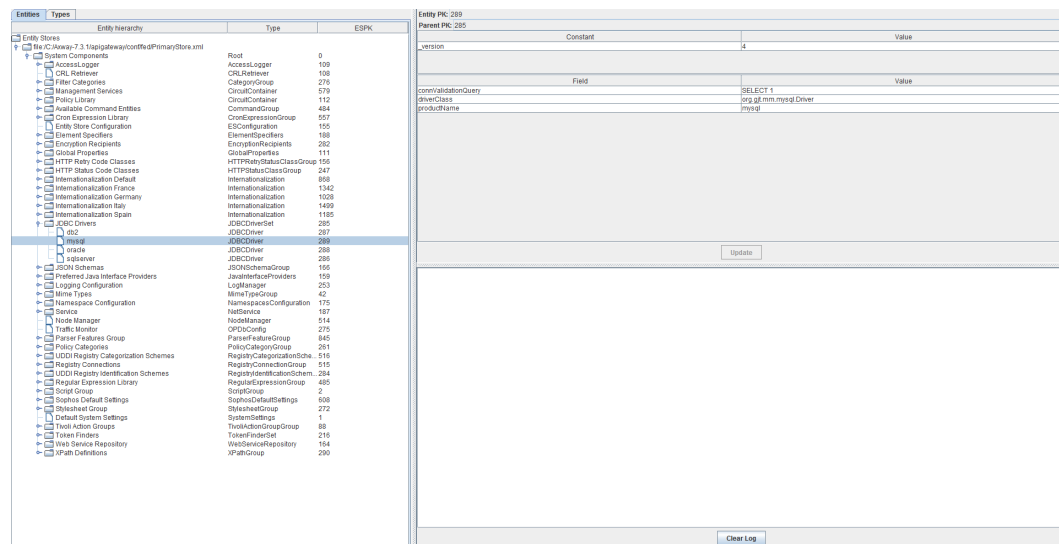 Entities Types
Entity hierarchy Type ESPK
Entity Stores
file:/C:/Axway-7.3.1/apigateway/conf/fed/PrimaryStore.xml
System Components Root 0
AccessLogger AccessLogger 109
CRL Retriever CRLRetriever 108
Filter Categories CategoryGroup 276
Management Services CircuitContainer 579
Policy Library CircuitContainer 112
Available Command Entities CommandGroup 484
Cron Expression Library CronExpressionGroup 557
Entity Store Configuration ESConfiguration 155
Element Specifiers ElementSpecifiers 188
Encryption Recipients EncryptionRecipients 282
Global Properties GlobalProperties 111
HTTP Retry Code Classes HTTPRetryStatusClassGroup 156
HTTP Status Code Classes HTTPStatusClassGroup 247
Internationalization Default Internationalization 868
Internationalization France Internationalization 1342
Internationalization Germany Internationalization 1028
Internationalization Italy Internationalization 1499
Internationalization Spain Internationalization 1185
JDBC Drivers JDBCDriverSet 285
db2 JDBCDriver 287
mysql JDBCDriver 289
oracle JDBCDriver 288
sqlserver JDBCDriver 286
JSON Schemas JSONSchemaGroup 166
Preferred Java Interface Providers JavaInterfaceProviders 159
Logging Configuration LogManager 253
Mime Types MimeTypeGroup 42
Namespace Configuration NamespacesConfiguration 175
Service NetService 187
Node Manager NodeManager 514
Traffic Monitor OPDbConfig 275
Parser Features Group ParserFeatureGroup 845
Policy Categories PolicyCategoryGroup 261
UDDI Registry Categorization Schemes RegistryCategorizationSche... 516
Registry Connections RegistryConnectionGroup 515
UDDI Registry Identification Schemes RegistryIdentificationSchem... 284
Regular Expression Library RegularExpressionGroup 485
Script Group ScriptGroup 2
Sophos Default Settings SophosDefaultSettings 608
Stylesheet Group StylesheetGroup 272
Default System Settings SystemSettings 1
Tivoli Action Groups TivoliActionGroupGroup 88
Token Finders TokenFinderSet 216
Web Service Repository WebServiceRepository 164
XPath Definitions XPathGroup 290
Entity PK: 289
Parent PK: 285
Constant Value
_version 4
Field Value
connValidationQuery SELECT 1
driverClass org.gjt.mm.mysql.Driver
productName mysql
Update
Clear Log